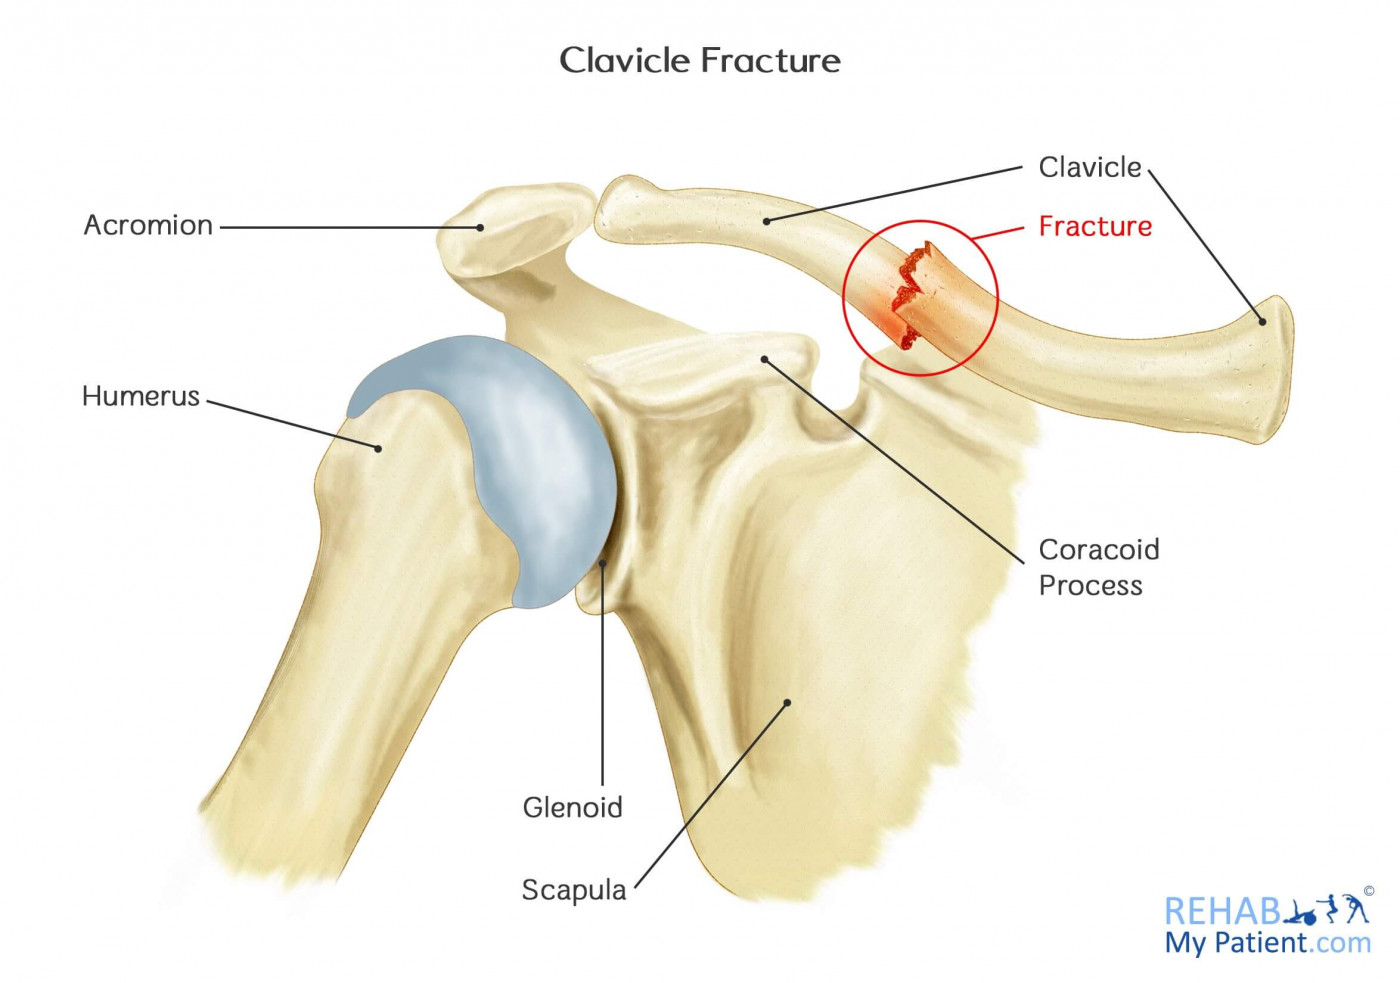 Clavicle Fracture
Clavicle
Fracture
Acromion
Humerus
Coracoid
Process
Glenoid
Scapula
©
REHAB
My Patient.com